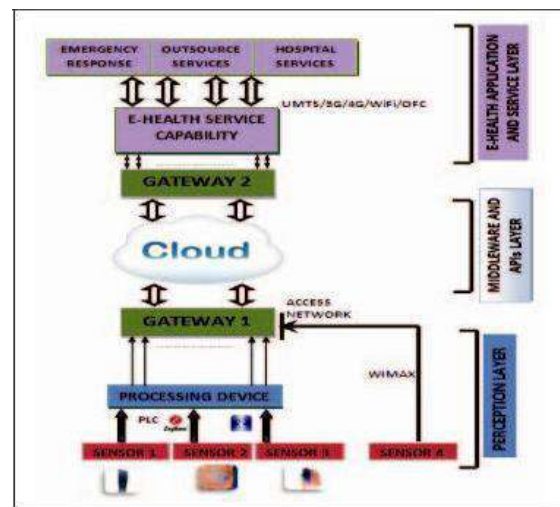 EMERGENCY
RESPONSE
OUTSOURCE
SERVICES
HOSPITAL
SERVICES
UMTS/3G/4G/WiFi/OFC
E-HEALTH SERVICE
CAPABILITY
GATEWAY 2
Cloud
ACCESS
NETWORK
GATEWAY 1
WIMAX
PROCESSING DEVICE
PLC
ZigBee
SENSOR 1
SENSOR 2
SENSOR 3
SENSOR 4
E-HEALTH APPLICATION
AND SERVICE LAYER
MIDDLEWARE AND
APIs LAYER
PERCEPTION LAYER